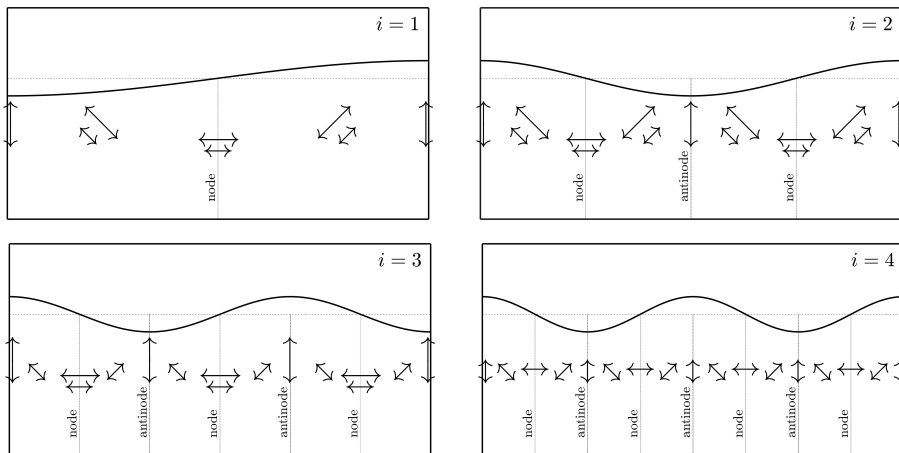 i = 1
node
i = 2
node
antinode
node
i = 3
node
antinode
node
antinode
node
i = 4
node
antinode
node
antinode
node
antinode
node